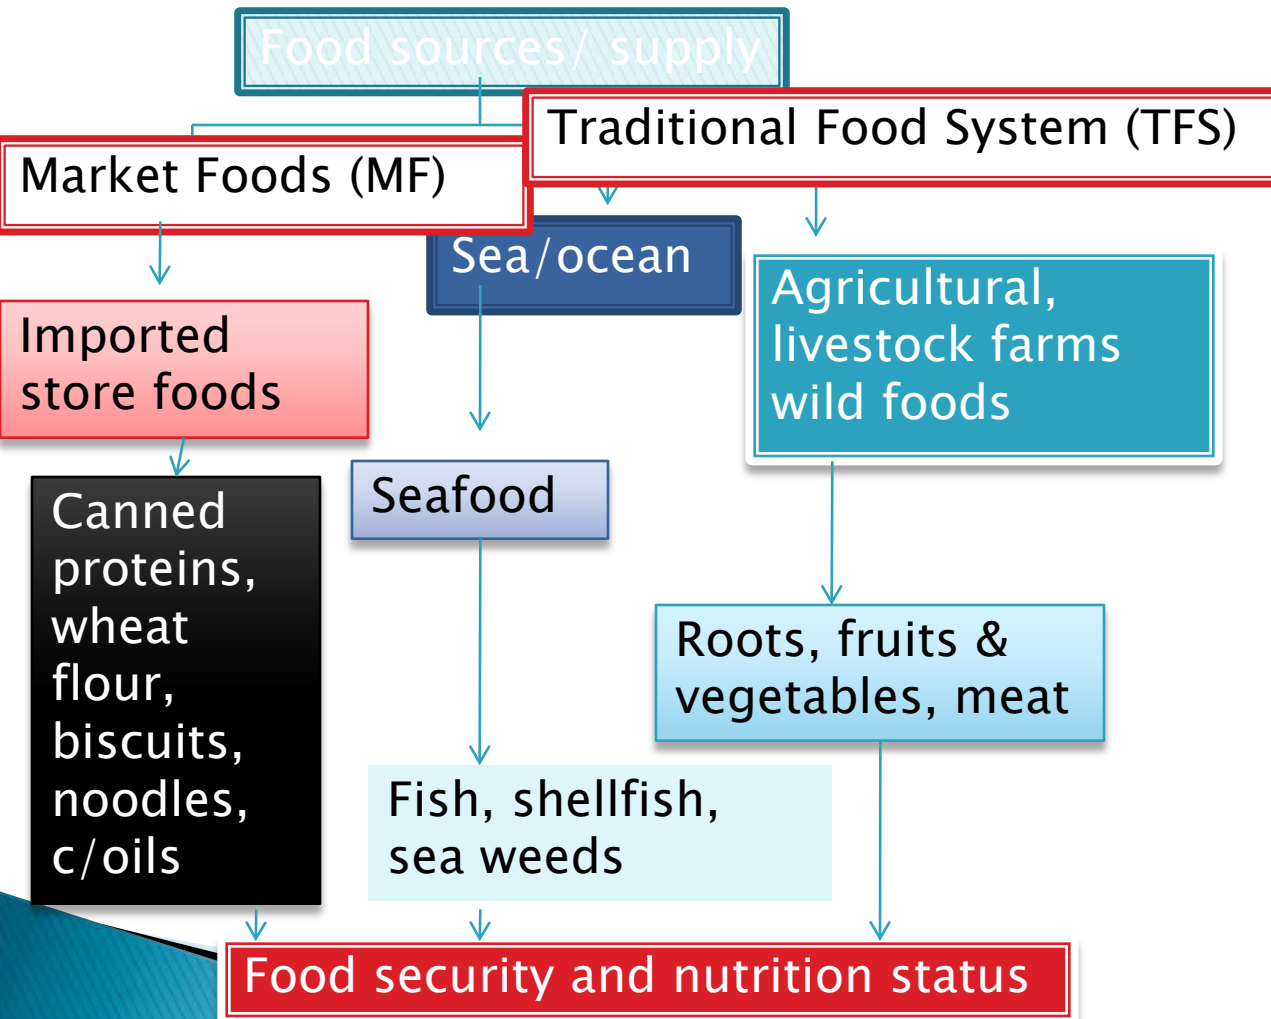 Food sources/ supply
Traditional Food System (TFS)
Market Foods (MF)
Sea/ocean
Agricultural,
livestock farms
wild foods
Imported
store foods
Seafood
Canned
proteins,
wheat
flour,
biscuits,
noodles,
c/oils
Roots, fruits &
vegetables, meat
Fish, shellfish,
sea weeds
Food security and nutrition status